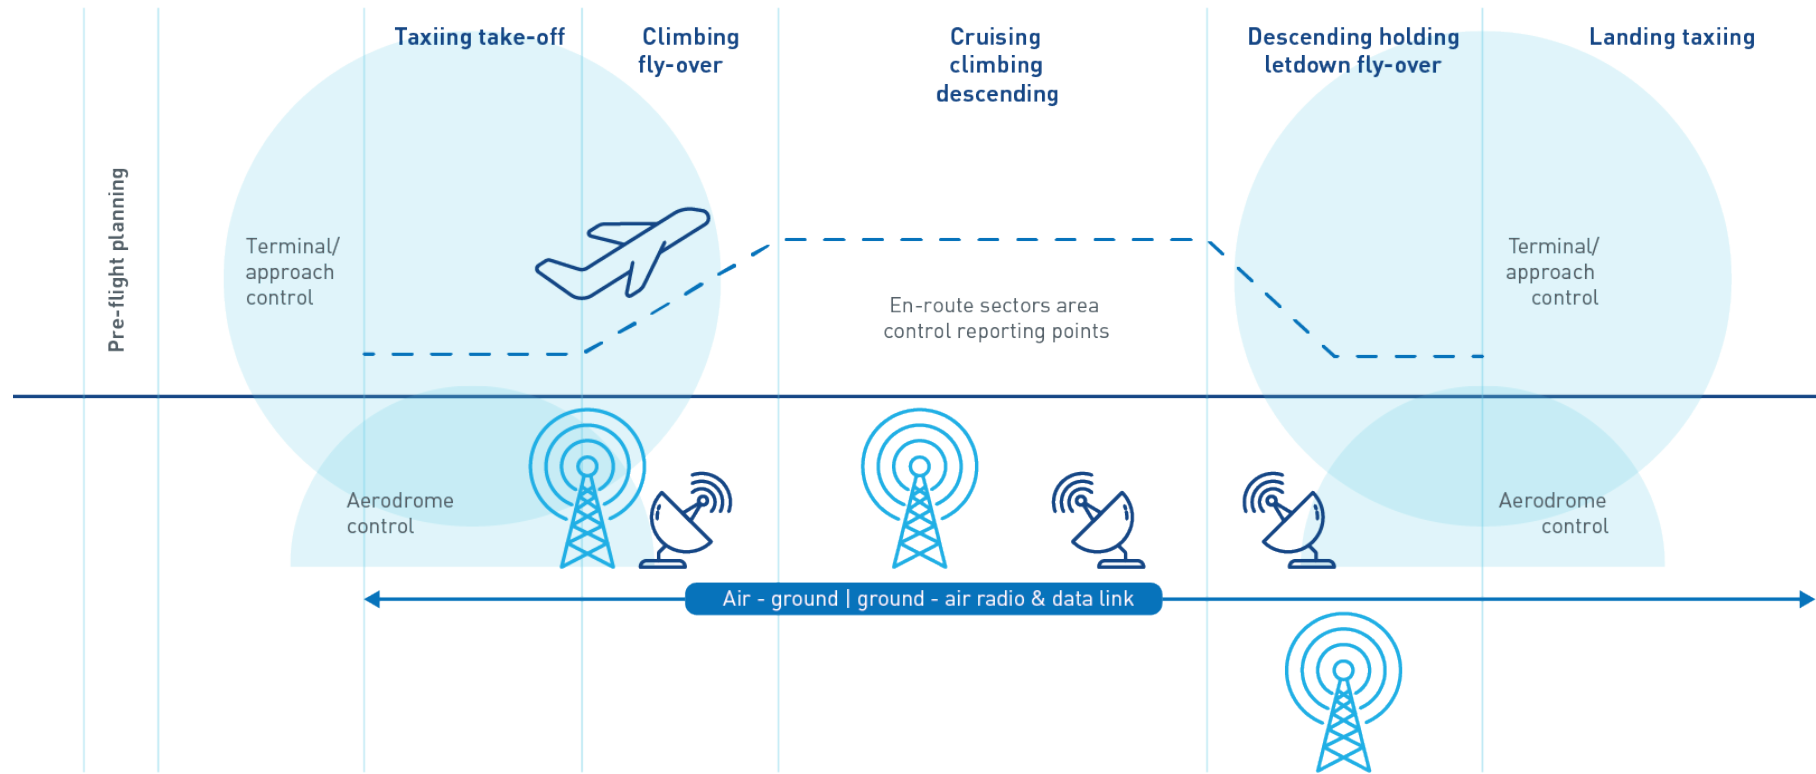 Taxiing take-off
Climbing
fly-over
Cruising
climbing
descending
Descending holding
letdown fly-over
Landing taxiing
Pre-flight planning
Terminal/
approach
control
En-route sectors area
control reporting points
Terminal/
approach
control
Aerodrome
control
Aerodrome
control
Air - ground | ground - air radio & data link